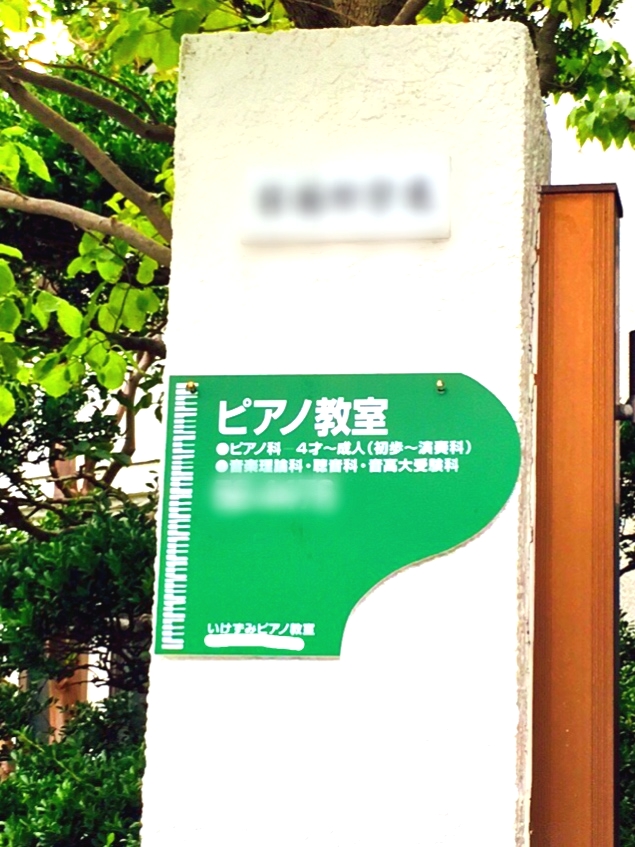 ピアノ教室
●ピアノ科 4才～成人(初歩～演奏科)
●音楽理論科・聴音科・音高大受験科
いけずみピアノ教室